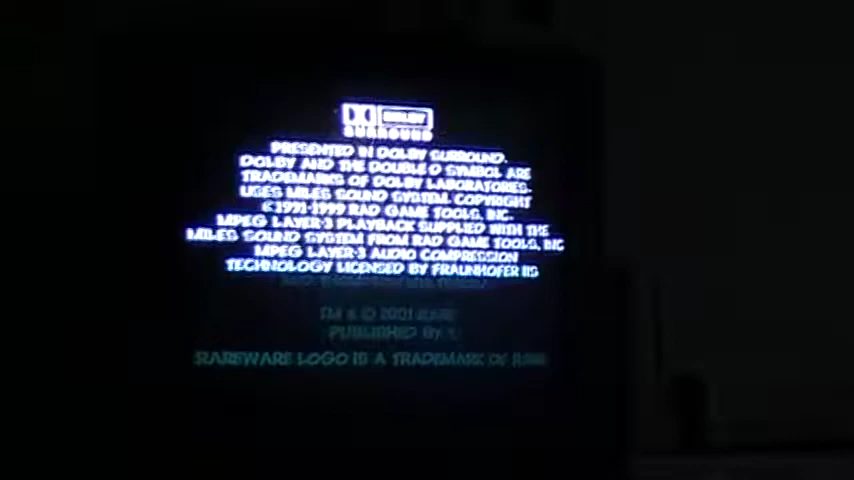 DOLBY
SURROUND
PRESENTED IN DOLBY SURROUND.
DOLBY AND THE DOUBLE D SYMBOL ARE
TRADEMARKS OF DOLBY LABORATORIES.
USES MILES SOUND SYSTEM. COPYRIGHT
©1991-1999 RAD GAME TOOLS, INC.
MPEG LAYER-3 PLAYBACK SUPPLIED WITH THE
MILES SOUND SYSTEM FROM RAD GAME TOOLS, INC
MPEG LAYER-3 AUDIO COMPRESSION
TECHNOLOGY LICENSED BY FRAUNHOFER IIS
TM & © 2001 RARE
PUBLISHED BY
RAREWARE LOGO IS A TRADEMARK OF RARE